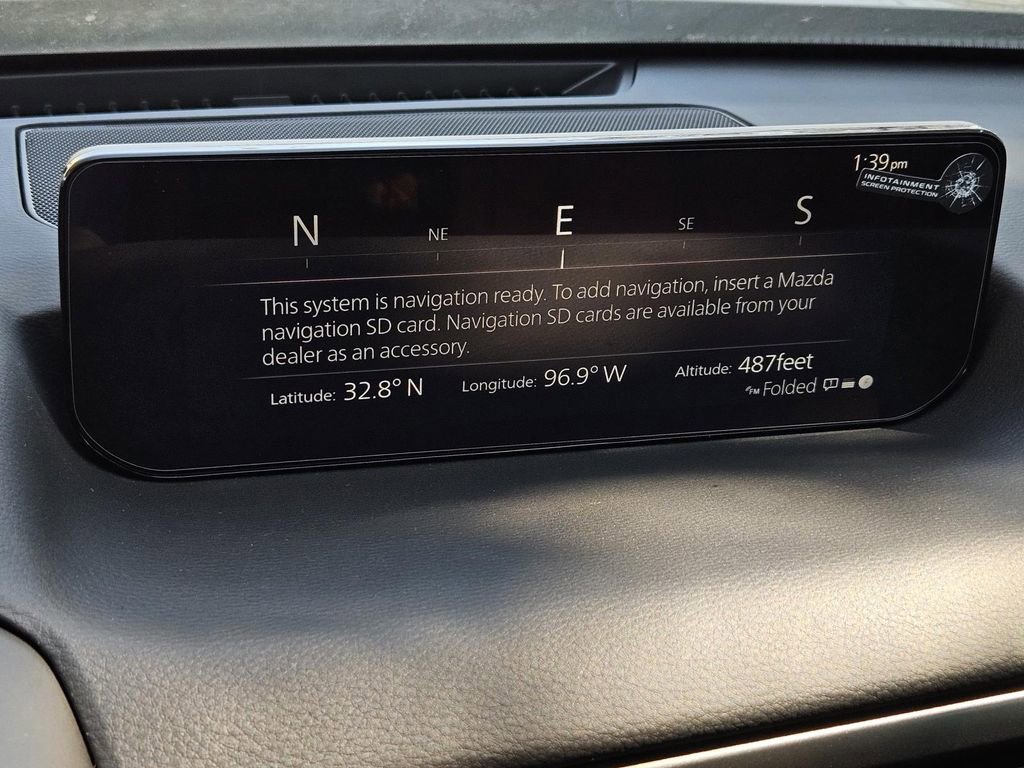 1:39pm
INFOTAINMENT
SCREEN PROTECTION
N NE E SE S
This system is navigation ready. To add navigation, insert a Mazda
navigation SD card. Navigation SD cards are available from your
dealer as an accessory.
Latitude: 32.8° N Longitude: 96.9° W Altitude: 487feet
FM Folded